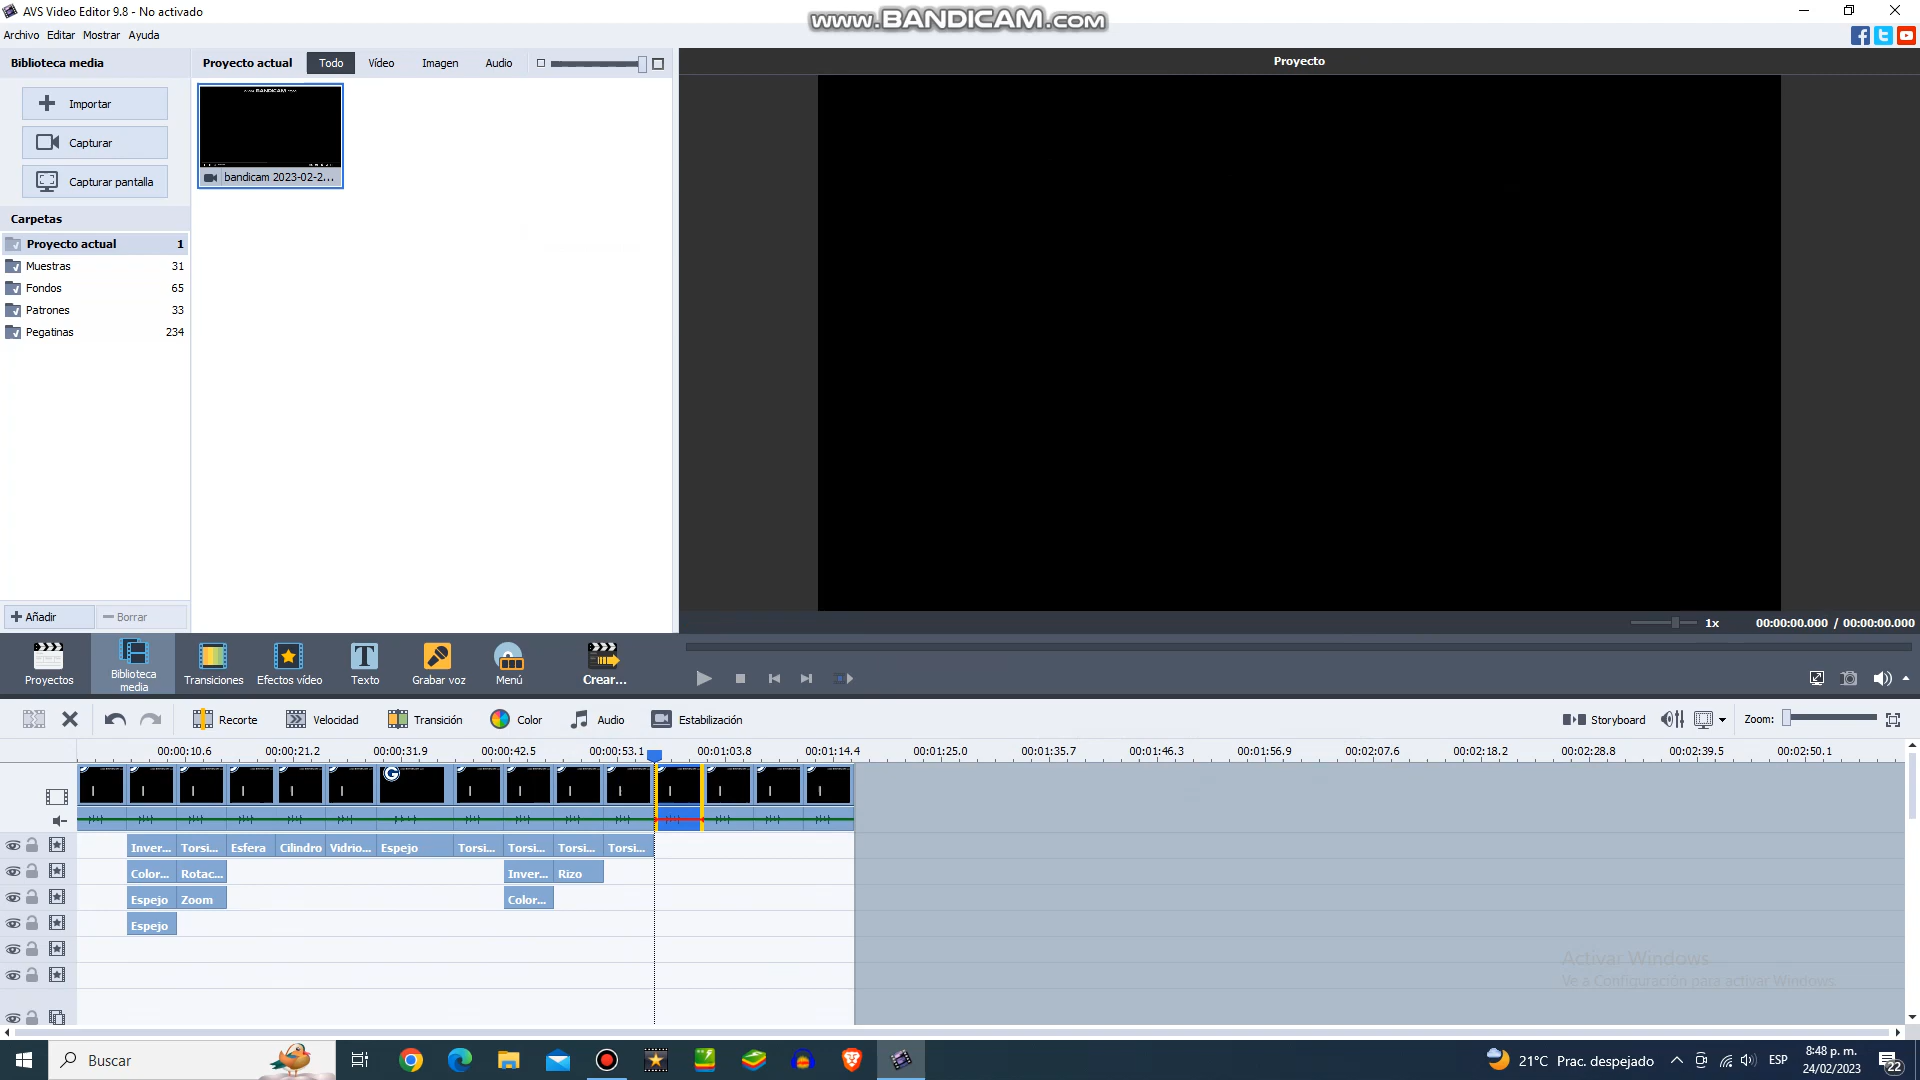 AVS Video Editor 9.8 - No activado
www.BANDICAM.com
Archivo Editar Mostrar Ayuda
Biblioteca media
Proyecto actual Todo Vídeo Imagen Audio
Proyecto
Importar
Capturar
Capturar pantalla
bandicam 2023-02-2...
Carpetas
Proyecto actual 1
Muestras 31
Fondos 65
Patrones 33
Pegatinas 234
Añadir Borrar
1x 00:00:00.000 / 00:00:00.000
Proyectos
Biblioteca media
Transiciones
Efectos vídeo
Texto
Grabar voz
Menú
Crear...
Recorte Velocidad Transición Color Audio Estabilización
Storyboard Zoom:
00:00:10.6 00:00:21.2 00:00:31.9 00:00:42.5 00:00:53.1 00:01:03.8 00:01:14.4 00:01:25.0 00:01:35.7 00:01:46.3 00:01:56.9 00:02:07.6 00:02:18.2 00:02:28.8 00:02:39.5 00:02:50.1
Inver... Torsi... Esfera Cilindro Vidrio... Espejo Torsi... Torsi... Torsi... Torsi...
Color... Rotac... Inver... Rizo
Espejo Zoom Color...
Espejo
Activar Windows
Ve a Configuración para activar Windows.
Buscar
21°C Prac. despejado
ESP
8:48 p. m.
24/02/2023
22